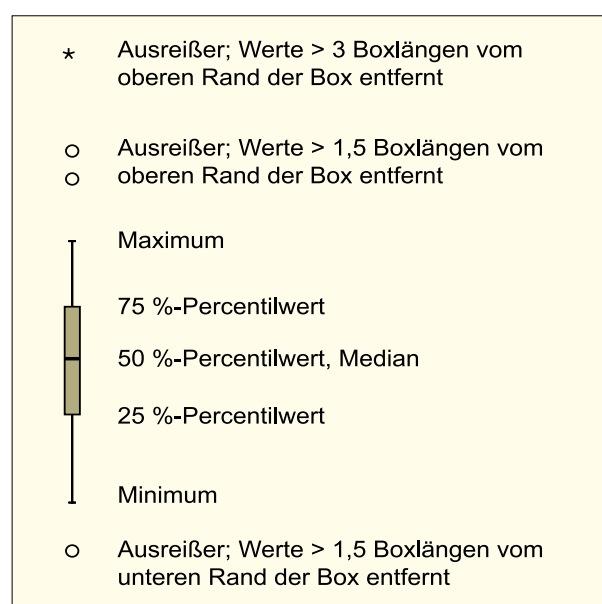 Ausreißer; Werte > 3 Boxlängen vom
oberen Rand der Box entfernt
Ausreißer; Werte > 1,5 Boxlängen vom
oberen Rand der Box entfernt
Maximum
75 %-Percentilwert
50 %-Percentilwert, Median
25 %-Percentilwert
Minimum
Ausreißer; Werte > 1,5 Boxlängen vom
unteren Rand der Box entfernt